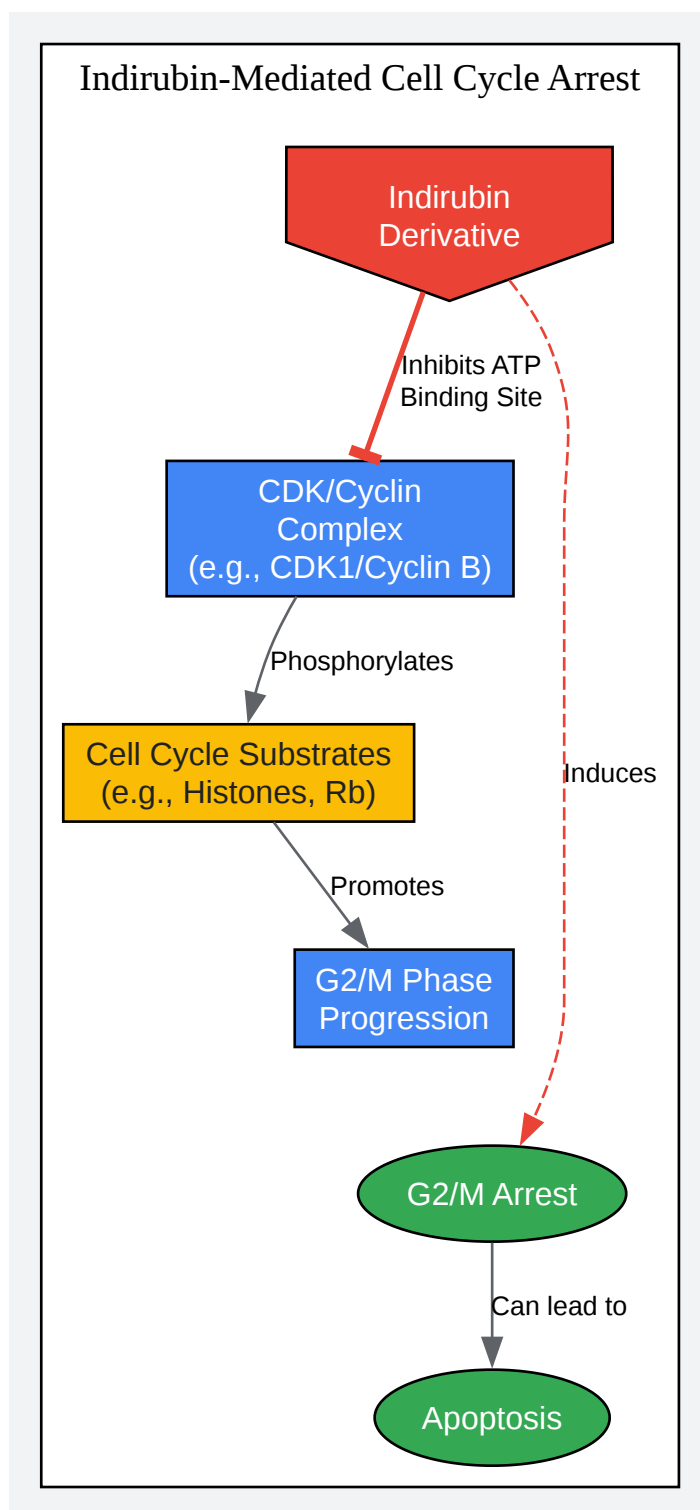 Indirubin-Mediated Cell Cycle Arrest
Indirubin
Derivative
Inhibits ATP
Binding Site
CDK/Cyclin
Complex
(e.g., CDK1/Cyclin B)
Phosphorylates
Cell Cycle Substrates
(e.g., Histones, Rb)
Induces
Promotes
G2/M Phase
Progression
G2/M Arrest
Can lead to
Apoptosis